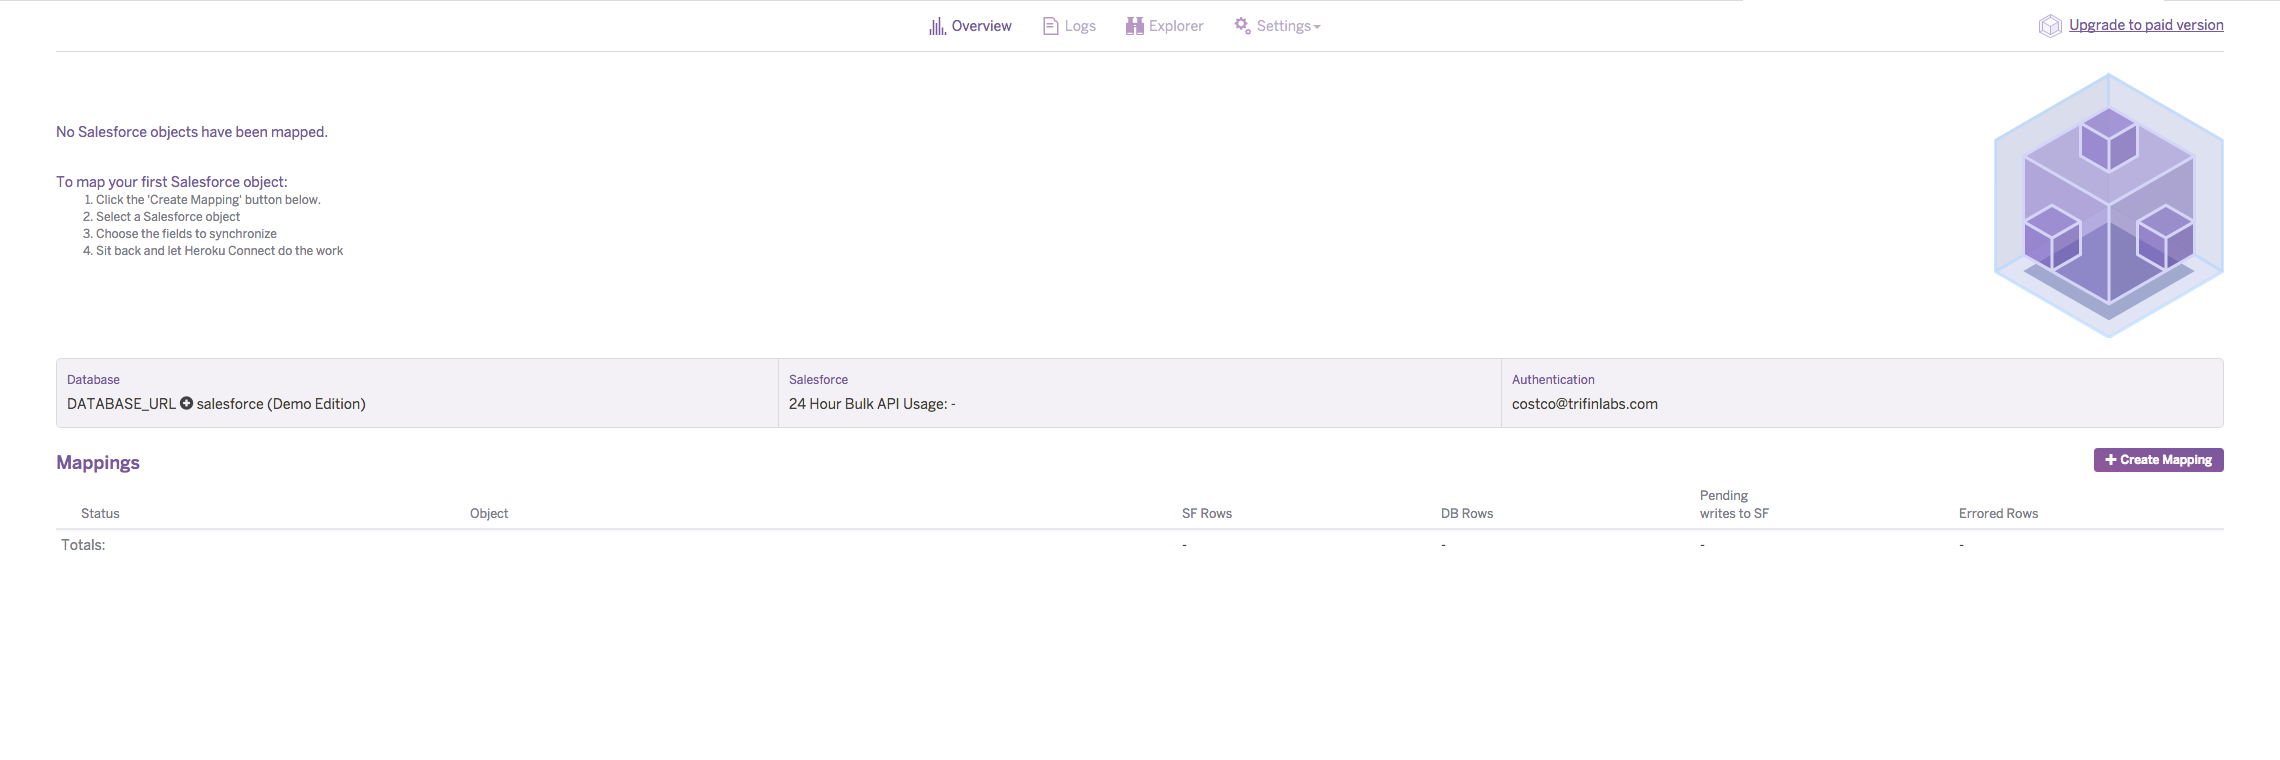 Overview Logs Explorer Settings Upgrade to paid version
No Salesforce objects have been mapped.
To map your first Salesforce object:
1. Click the 'Create Mapping' button below.
2. Select a Salesforce object
3. Choose the fields to synchronize
4. Sit back and let Heroku Connect do the work
Database Salesforce Authentication
DATABASE_URL salesforce (Demo Edition) 24 Hour Bulk API Usage: - costco@trifinlabs.com
Mappings Create Mapping
Status Object SF Rows DB Rows Pending writes to SF Errored Rows
Totals: - - - -